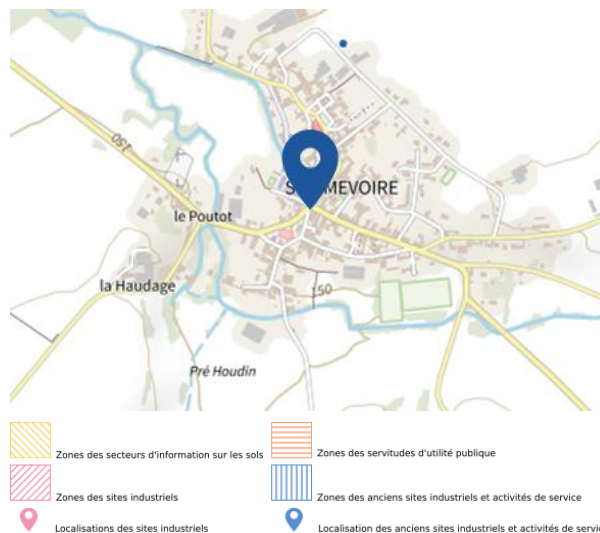 150
S MEVOIRE
le Poutot
la Haudage
150
Pré Houdin
Zones des secteurs d'information sur les sols
Zones des servitudes d'utilité publique
Zones des sites industriels
Zones des anciens sites industriels et activités de service
Localisations des sites industriels
Localisation des anciens sites industriels et activités de servic